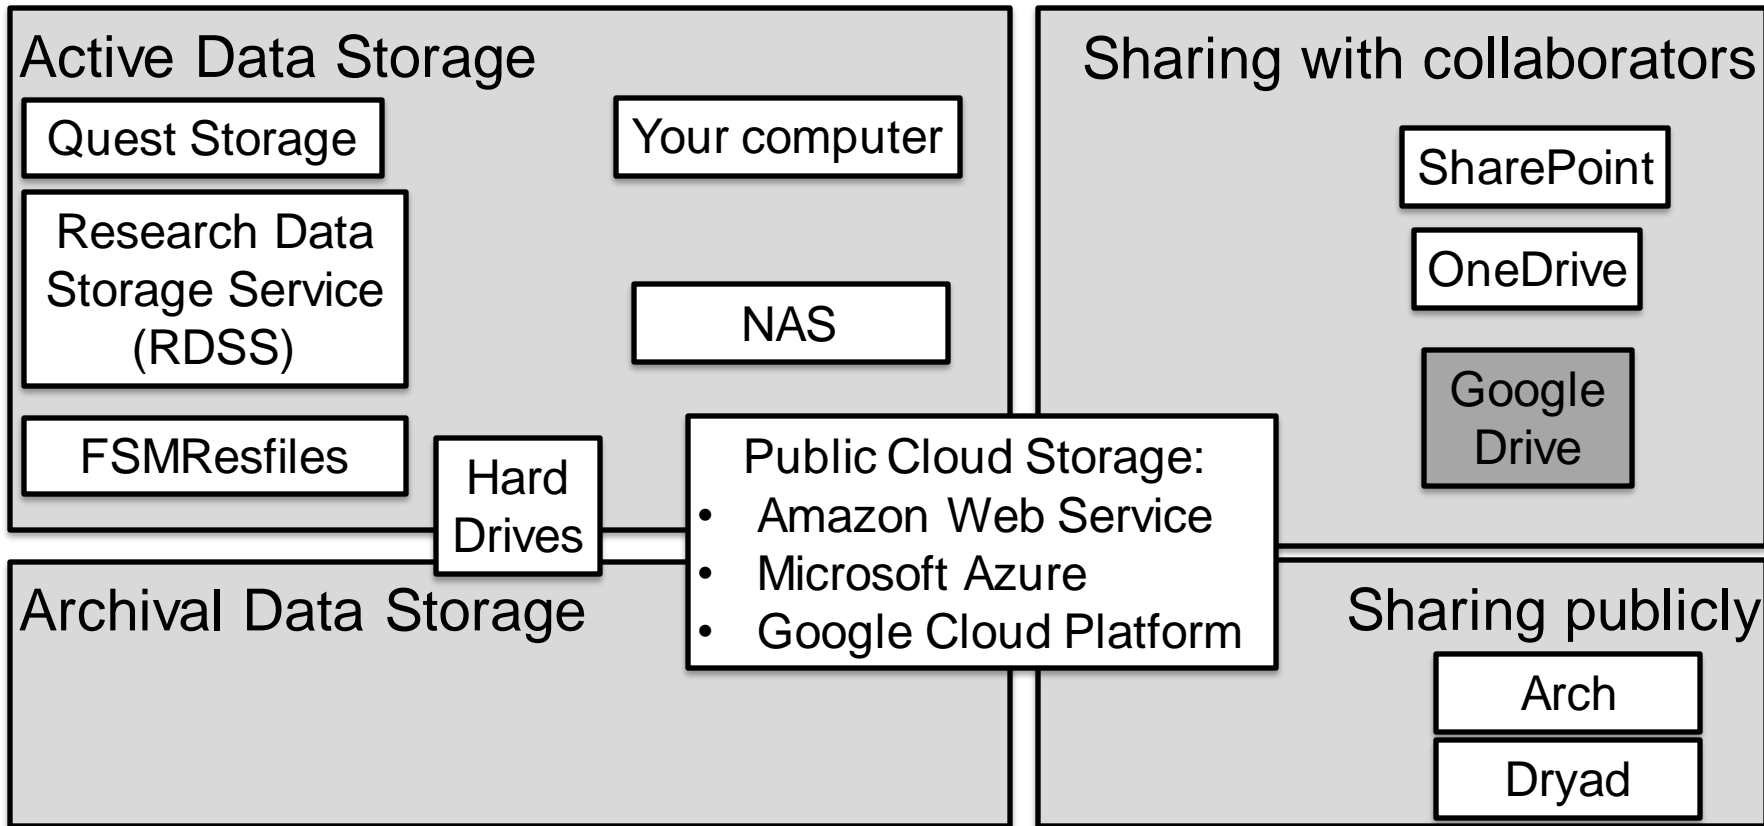 Active Data Storage
Quest Storage
Your computer
Research Data
Storage Service
(RDSS)
NAS
FSMResfiles
Hard
Drives
Public Cloud Storage:
• Amazon Web Service
• Microsoft Azure
• Google Cloud Platform
Sharing with collaborators
SharePoint
OneDrive
Google
Drive
Archival Data Storage
Sharing publicly
Arch
Dryad